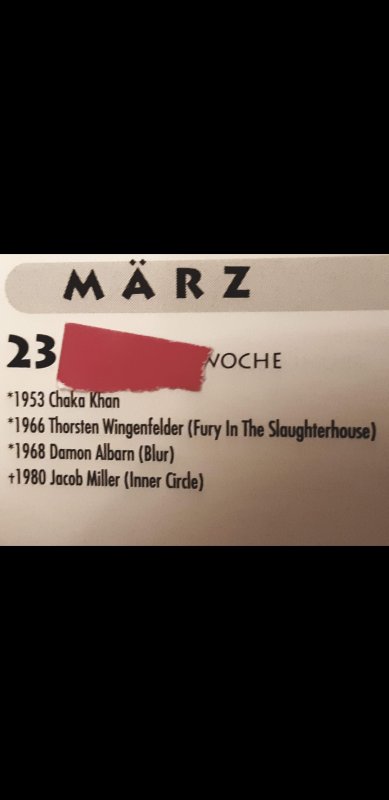 MÄRZ
23 WOCHE
*1953 Chaka Khan
*1966 Thorsten Wingenfelder (Fury In The Slaughterhouse)
*1968 Damon Albarn (Blur)
†1980 Jacob Miller (Inner Circle)